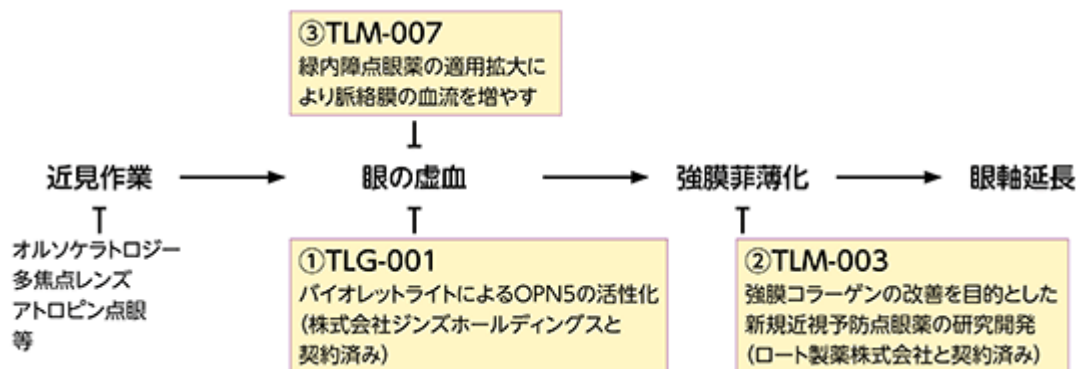 ③TLM-007
緑内障点眼薬の適用拡大に
より脈絡膜の血流を増やす
近見作業
眼の虚血
強膜菲薄化
眼軸延長
オルソケラトロジー
多焦点レンズ
アトロピン点眼
等
①TLG-001
バイオレットライトによるOPN5の活性化
(株式会社ジンズホールディングスと
契約済み)
②TLM-003
強膜コラーゲンの改善を目的とした
新規近視予防点眼薬の研究開発
(ロート製薬株式会社と契約済み)